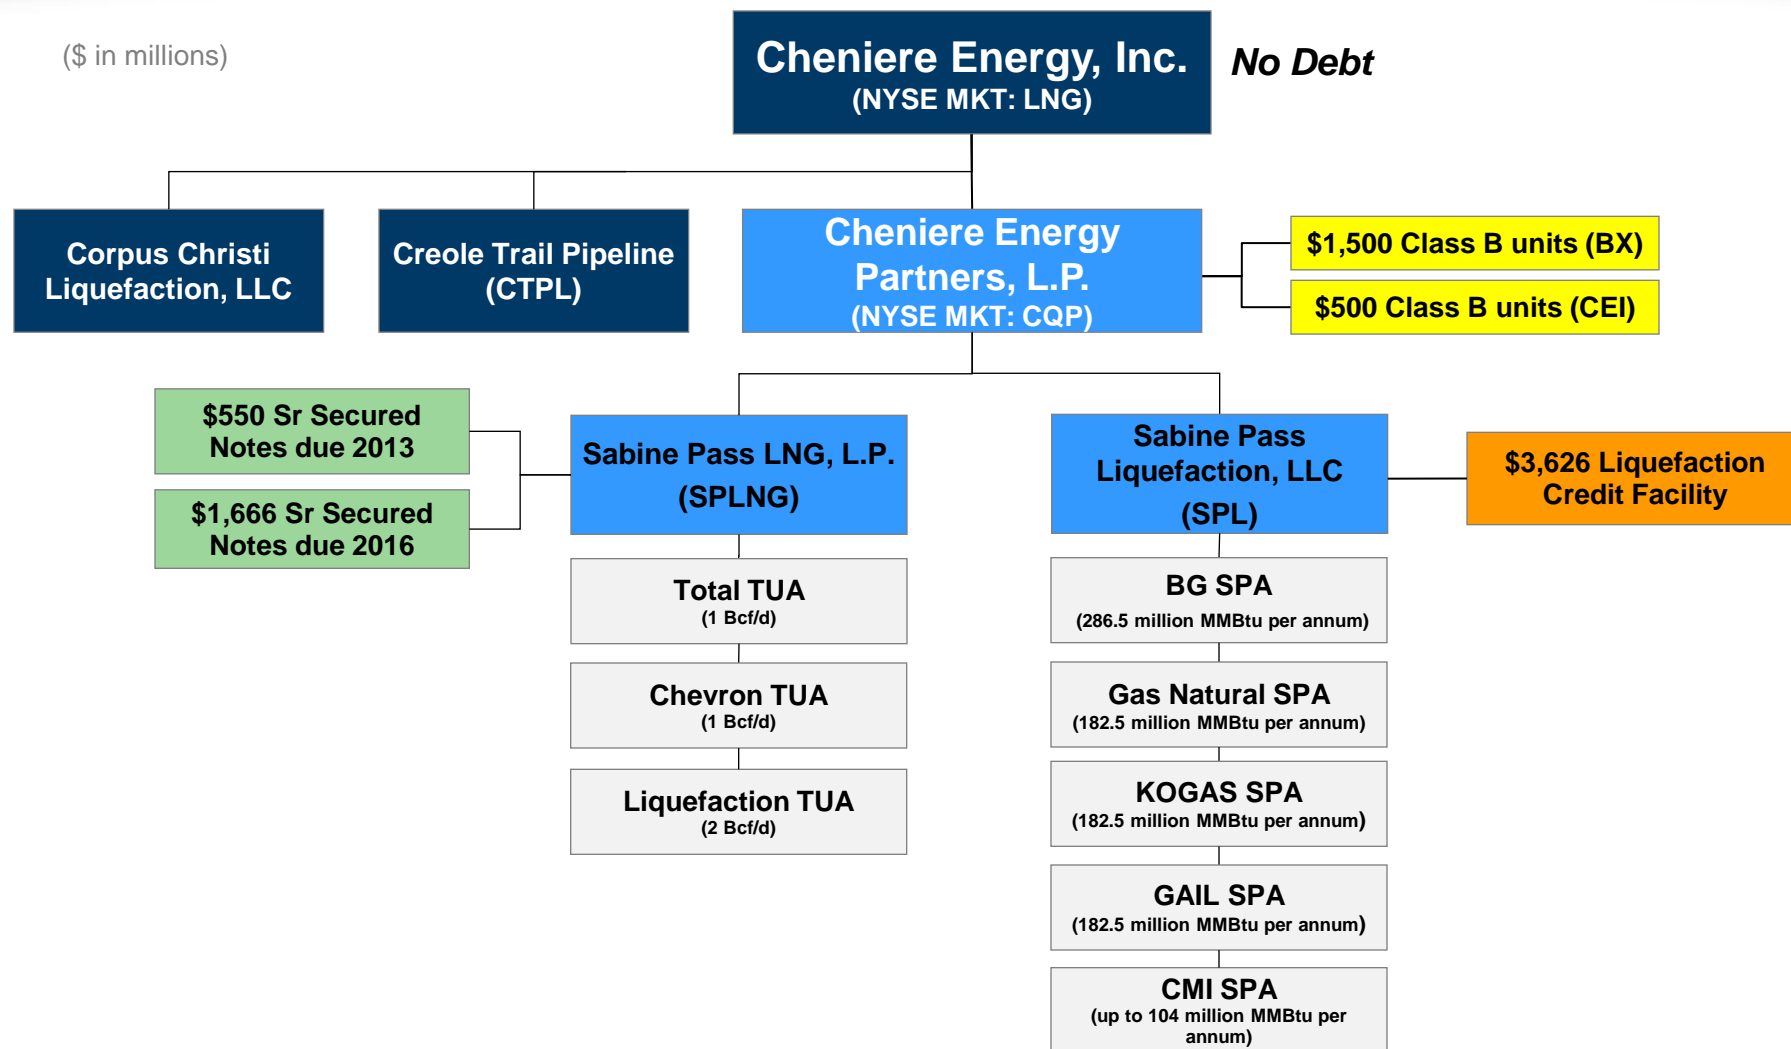 ($ in millions)
Cheniere Energy, Inc.
(NYSE MKT: LNG)
No Debt
Corpus Christi
Liquefaction, LLC
Creole Trail Pipeline
(CTPL)
Cheniere Energy
Partners, L.P.
(NYSE MKT: CQP)
$1,500 Class B units (BX)
$500 Class B units (CEI)
$550 Sr Secured
Notes due 2013
$1,666 Sr Secured
Notes due 2016
Sabine Pass LNG, L.P.
(SPLNG)
Sabine Pass
Liquefaction, LLC
(SPL)
$3,626 Liquefaction
Credit Facility
Total TUA
(1 Bcf/d)
Chevron TUA
(1 Bcf/d)
Liquefaction TUA
(2 Bcf/d)
BG SPA
(286.5 million MMBtu per annum)
Gas Natural SPA
(182.5 million MMBtu per annum)
KOGAS SPA
(182.5 million MMBtu per annum)
GAIL SPA
(182.5 million MMBtu per annum)
CMI SPA
(up to 104 million MMBtu per
annum)